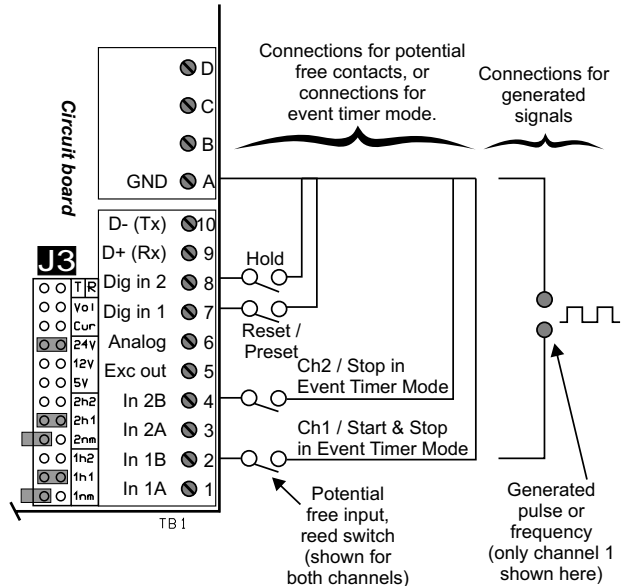 Connections for potential
free contacts, or
connections for
event timer mode.
Connections for
generated
signals
Circuit board
D
C
B
GND A
D- (Tx) 10
D+ (Rx) 9
Dig in 2 8
Dig in 1 7
Analog 6
Exc out 5
In 2B 4
In 2A 3
In 1B 2
In 1A 1
TB1
J3
T R
Vol
Cur
24V
12V
5V
2h2
2h1
2nm
1h2
1h1
1nm
Hold
Reset /
Preset
Ch2 / Stop in
Event Timer Mode
Ch1 / Start & Stop
in Event Timer Mode
Potential
free input,
reed switch
(shown for
both channels)
Generated
pulse or
frequency
(only channel 1
shown here)